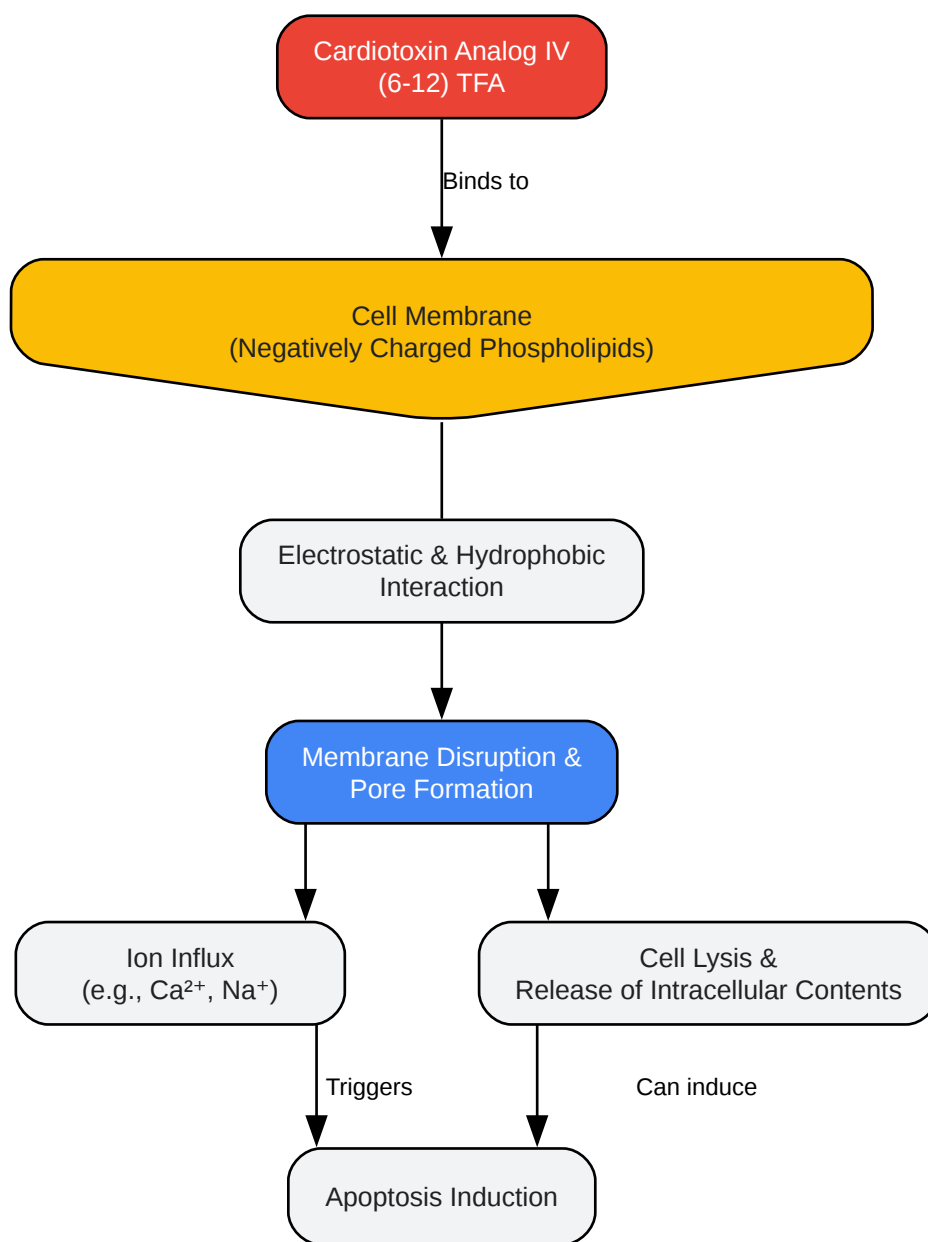 Cardiotoxin Analog IV
(6-12) TFA
Binds to
Cell Membrane
(Negatively Charged Phospholipids)
Electrostatic & Hydrophobic
Interaction
Membrane Disruption &
Pore Formation
Ion Influx
(e.g., Ca²⁺, Na⁺)
Cell Lysis &
Release of Intracellular Contents
Triggers
Can induce
Apoptosis Induction